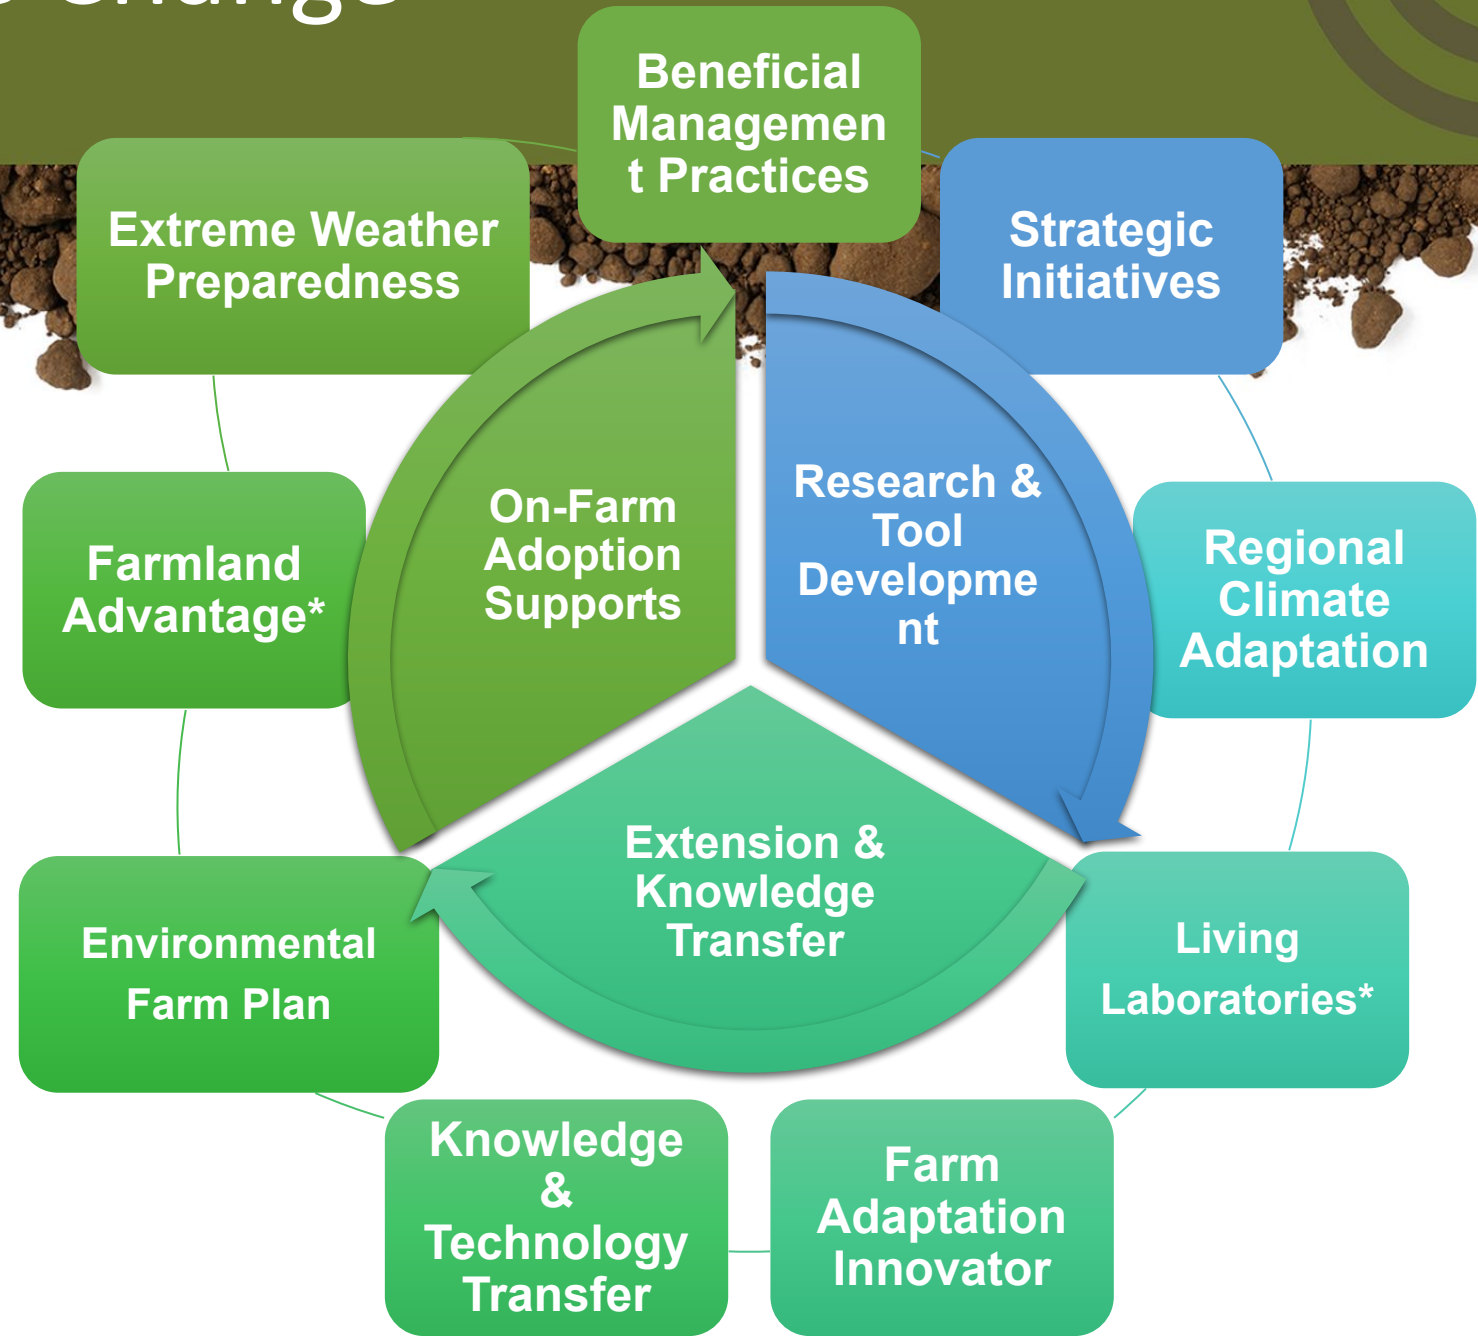 Change
Beneficial
Managemen
t Practices
Extreme Weather
Preparedness
Strategic
Initiatives
On-Farm
Adoption
Supports
Research &
Tool
Developme
nt
Farmland
Advantage*
Regional
Climate
Adaptation
Extension &
Knowledge
Transfer
Environmental
Farm Plan
Living
Laboratories*
Knowledge
&
Technology
Transfer
Farm
Adaptation
Innovator